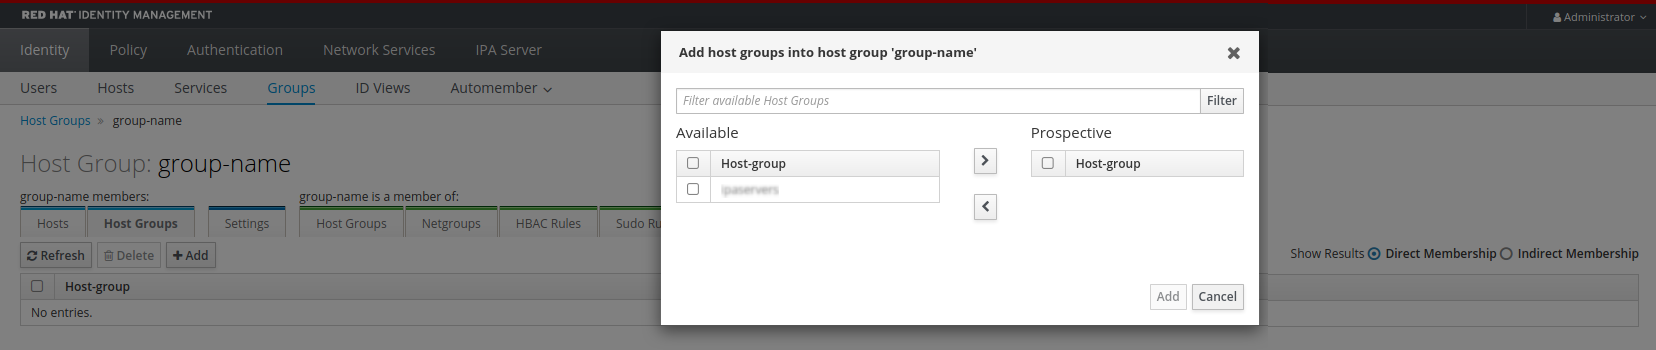 RED HAT IDENTITY MANAGEMENT
Administrator
Identity Policy Authentication Network Services IPA Server
Users Hosts Services Groups ID Views Automember
Host Groups » group-name
Host Group: group-name
group-name members: group-name is a member of:
Hosts Host Groups Settings Host Groups Netgroups HBAC Rules Sudo Ru
Refresh Delete Add
Show Results Direct Membership Indirect Membership
Host-group
No entries.
Add host groups into host group 'group-name'
Filter available Host Groups Filter
Available Prospective
Host-group Host-group
ipaservers
Add Cancel